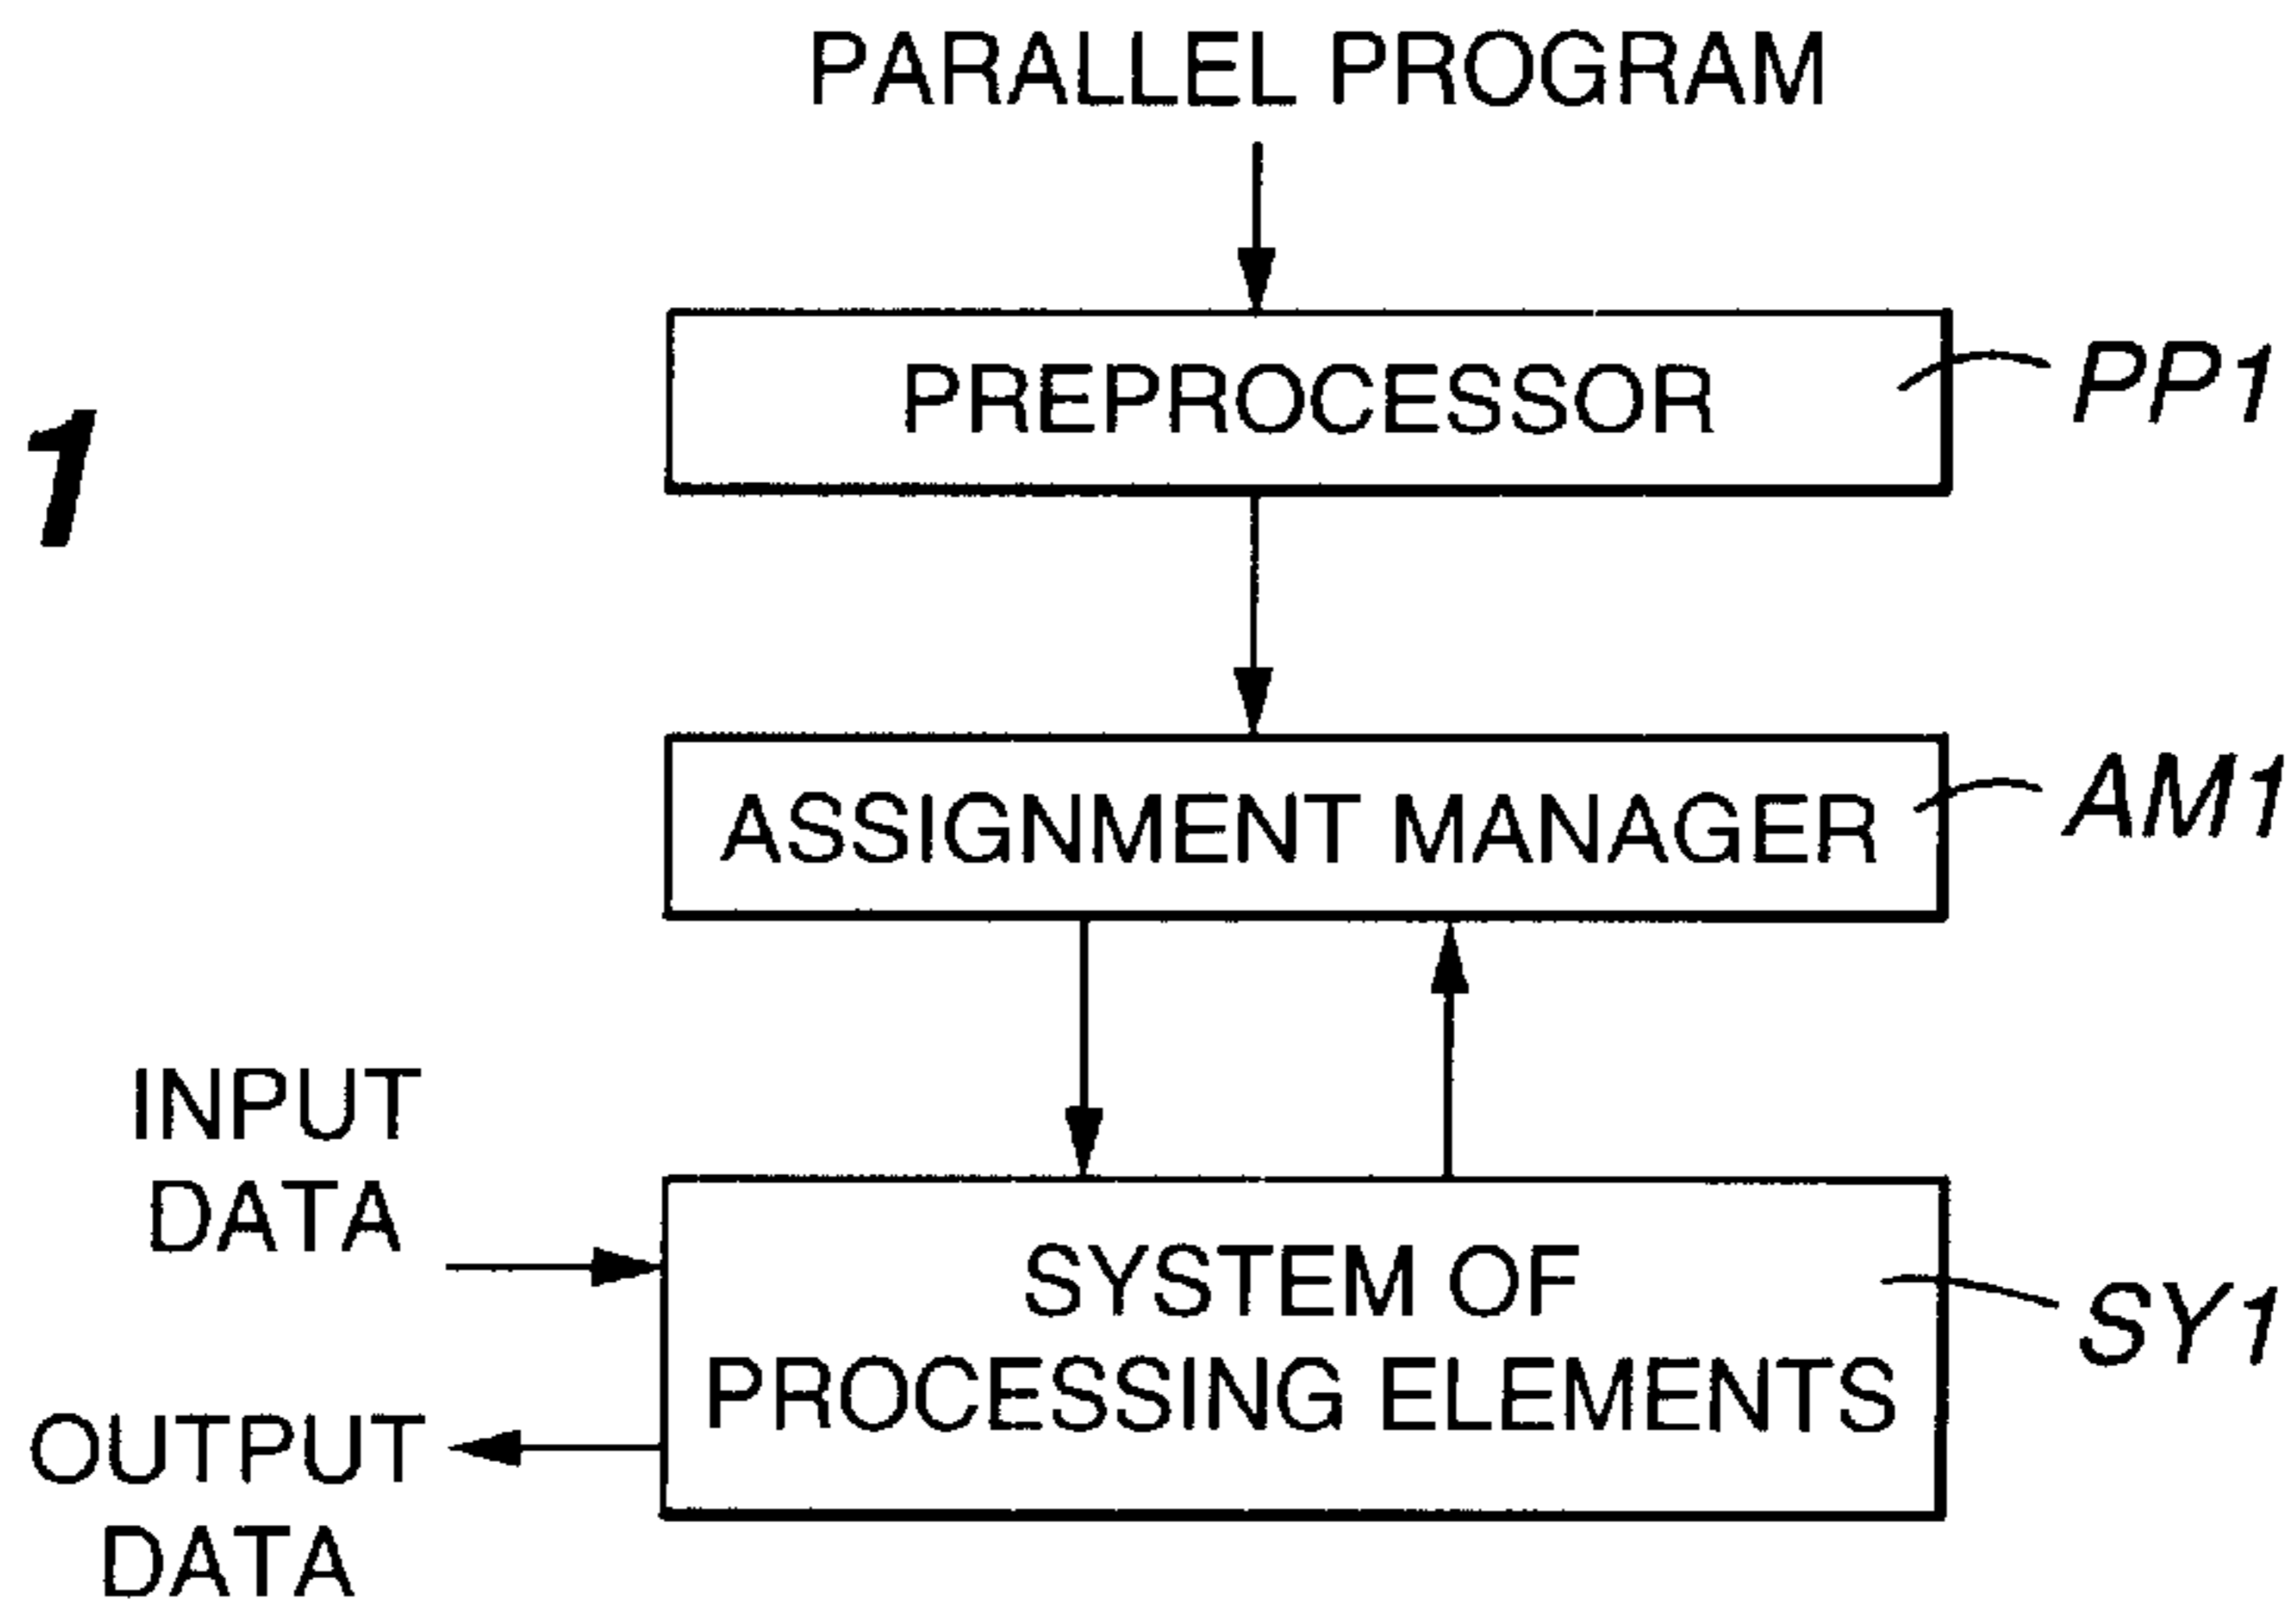 PARALLEL PROGRAM
PREPROCESSOR
PP1
1
ASSIGNMENT MANAGER
AM1
INPUT
DATA
SYSTEM OF
PROCESSING ELEMENTS
SY1
OUTPUT
DATA